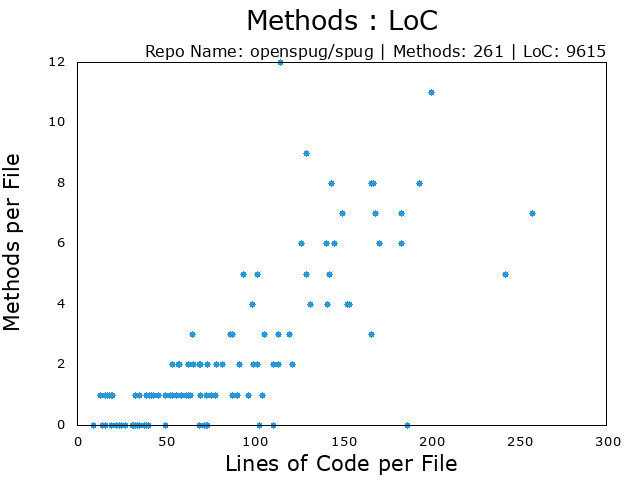 Methods : LoC
Repo Name: openspug/spug | Methods: 261 | LoC: 9615
12
10
8
6
4
2
0
Methods per File
0 50 100 150 200 250 300
Lines of Code per File